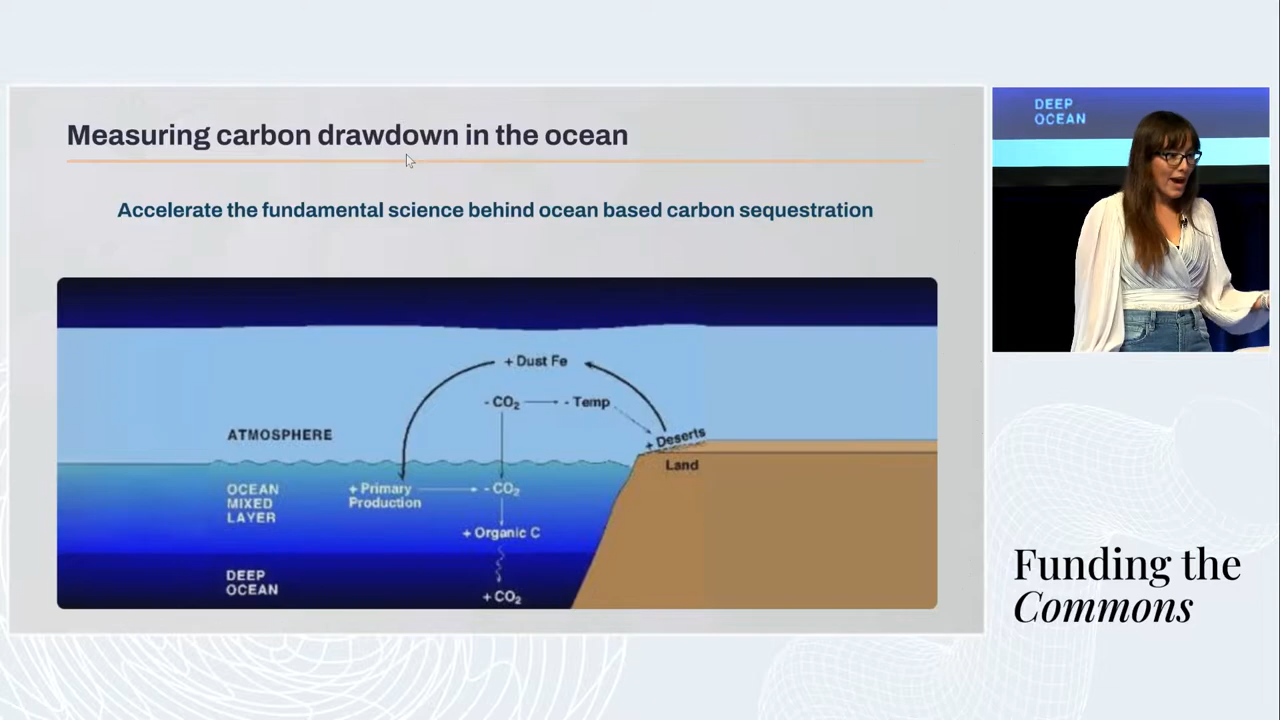 Measuring carbon drawdown in the ocean
Accelerate the fundamental science behind ocean based carbon sequestration
+ Dust Fe
- CO₂
- Temp
ATMOSPHERE
+ Deserts
Land
OCEAN
MIXED
LAYER
+ Primary
Production
- CO₂
+ Organic C
DEEP
OCEAN
+ CO₂
DEEP
OCEAN
Funding the
Commons